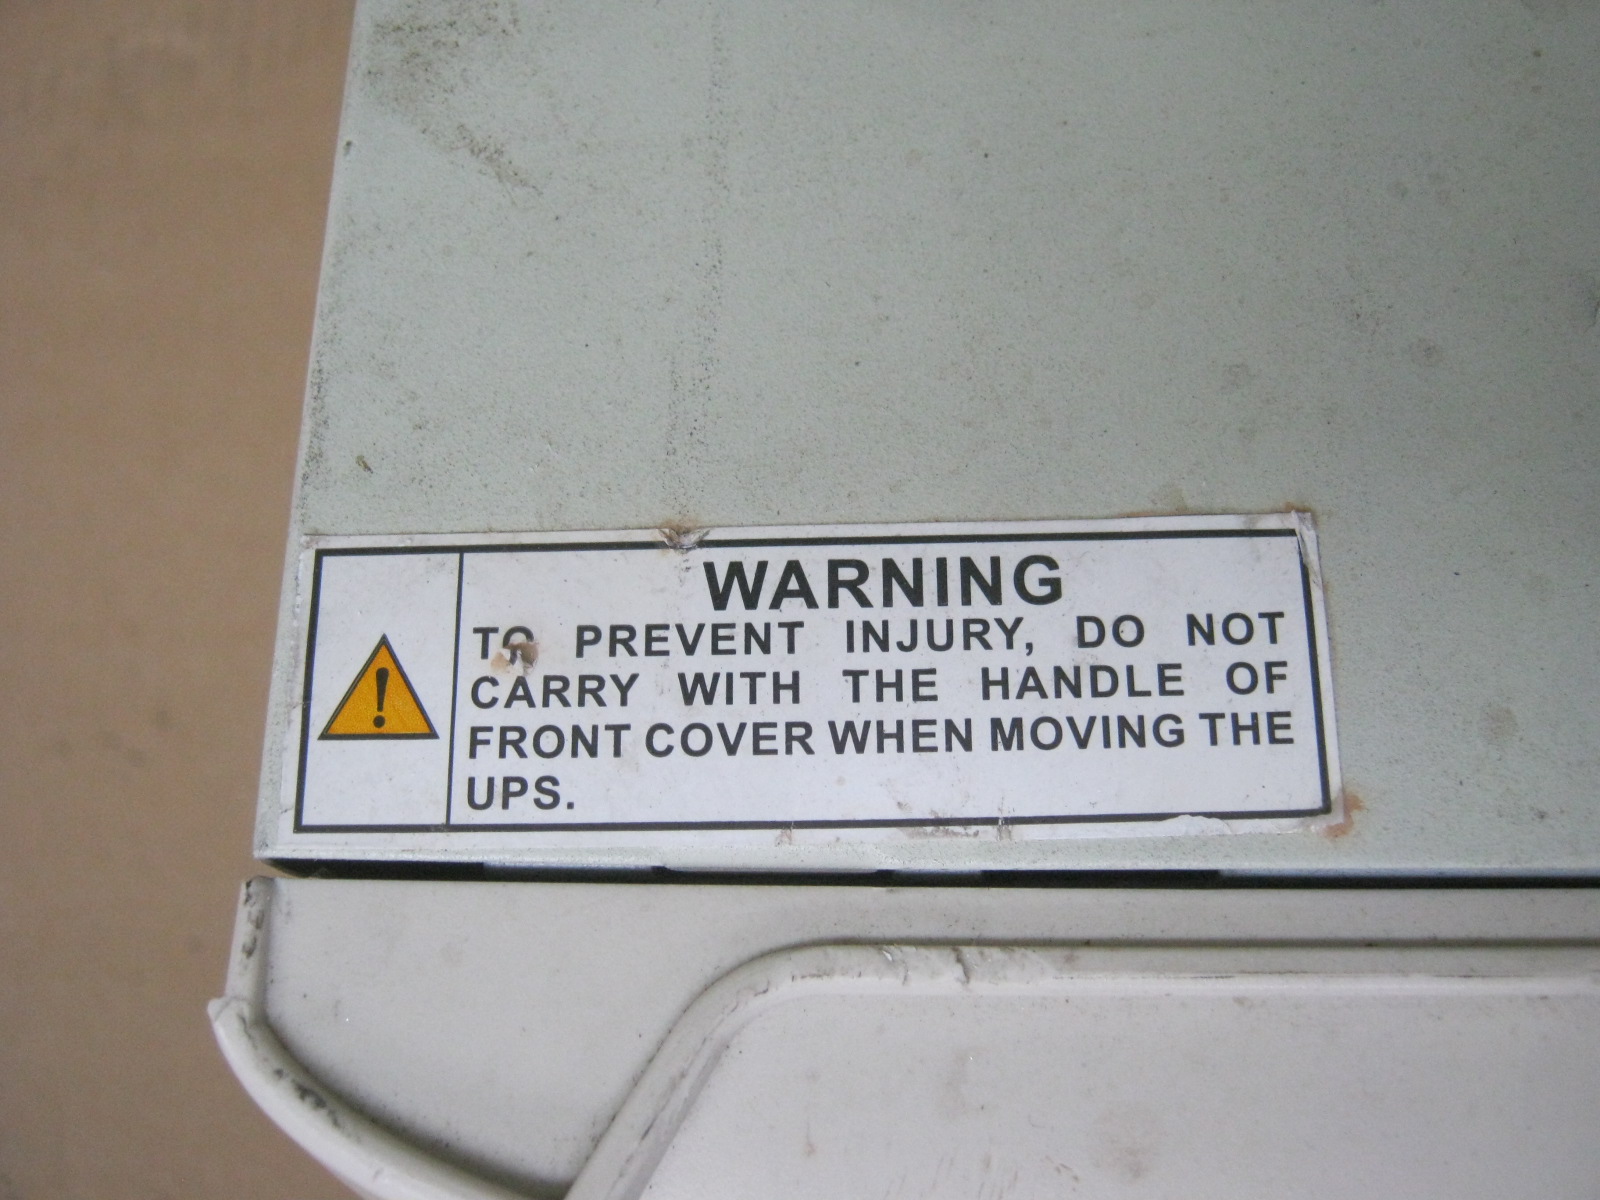 WARNING
TO PREVENT INJURY, DO NOT
CARRY WITH THE HANDLE OF
FRONT COVER WHEN MOVING THE
UPS.